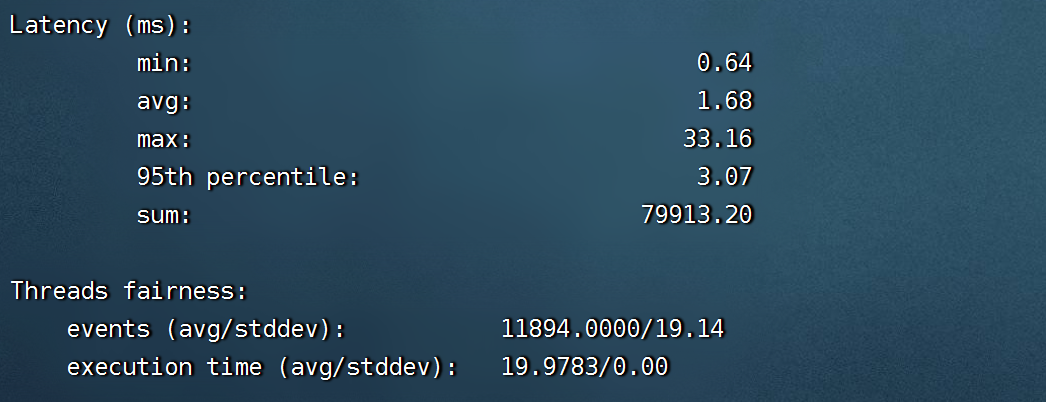 Latency (ms):
min: 0.64
avg: 1.68
max: 33.16
95th percentile: 3.07
sum: 79913.20
Threads fairness:
events (avg/stddev): 11894.0000/19.14
execution time (avg/stddev): 19.9783/0.00